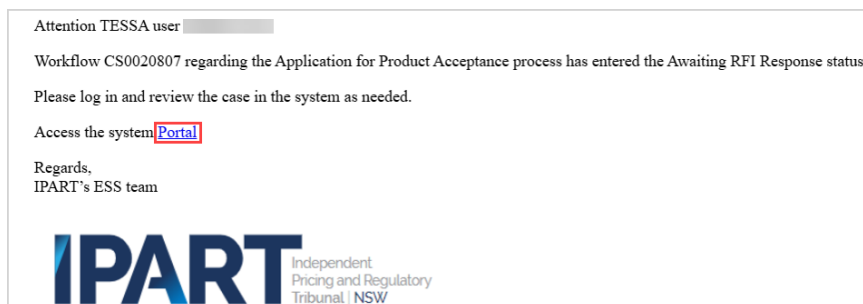 Attention TESSA user
Workflow CS0020807 regarding the Application for Product Acceptance process has entered the Awaiting RFI Response status
Please log in and review the case in the system as needed.
Access the system Portal
Regards,
IPART's ESS team
IPART
Independent
Pricing and Regulatory
Tribunal | NSW